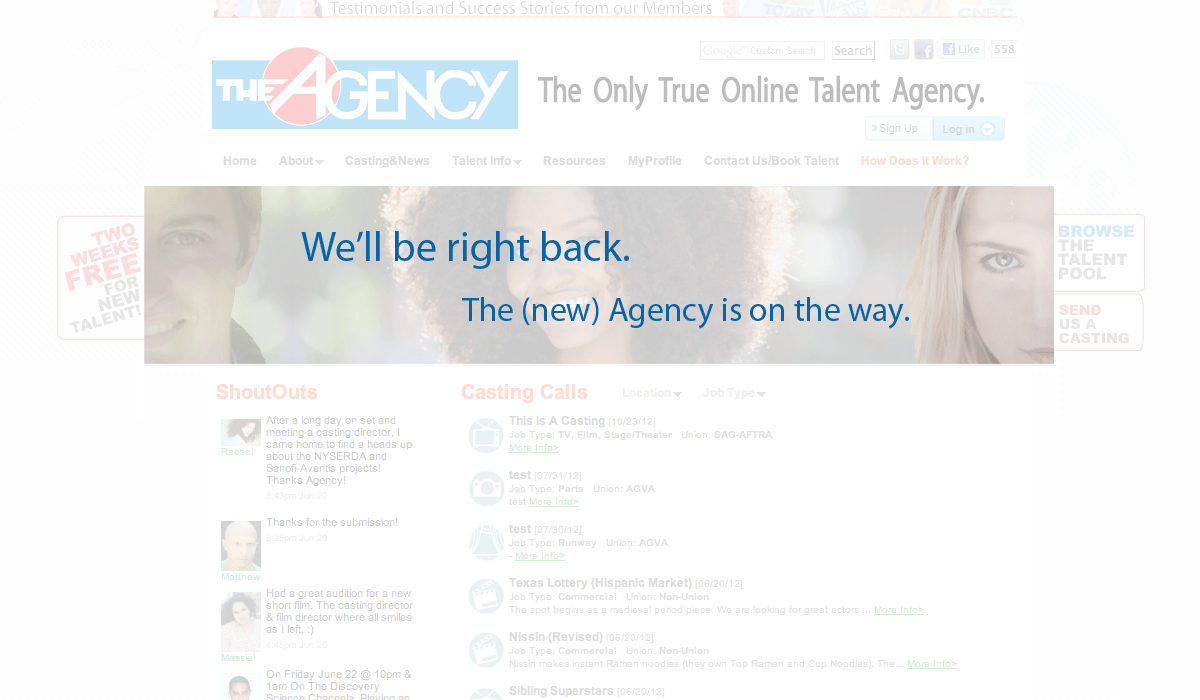 Testimonials and Success Stories from our Members
TODAY
CNBC
Google™ Custom Search
Search
Like
558
THE AGENCY
The Only True Online Talent Agency.
» Sign Up
Log in
Home
About
Casting&News
Talent Info
Resources
MyProfile
Contact Us/Book Talent
How Does it Work?
TWO
WEEKS
FREE
FOR
NEW
TALENT!
We'll be right back.
The (new) Agency is on the way.
BROWSE
THE
TALENT
POOL
SEND
US A
CASTING
ShoutOuts
After a long day on set and
meeting a casting director, I
came home to find a heads up
about the NYSERDA and
Sanofi-Aventis projects!
Thanks Agency!
Rachel
8:43pm Jun 20
Thanks for the submission!
8:28pm Jun 20
Matthew
Had a great audition for a new
short film. The casting director
& film director where all smiles
as I left. :)
4:45pm Jun 20
Massiel
On Friday June 22 @ 10pm &
1am On The Discovery
Science Channel> Playing an
Casting Calls
Location
Job Type
This Is A Casting [10/23/12]
Job Type: TV, Film, Stage/Theater Union: SAG-AFTRA
More Info>
test [07/31/12]
Job Type: Parts Union: AGVA
test More Info>
test [07/30/12]
Job Type: Runway Union: AGVA
- More Info>
Texas Lottery (Hispanic Market) [06/20/12]
Job Type: Commercial Union: Non-Union
The spot begins as a medieval period piece. We are looking for great actors ... More Info>
Nissin (Revised) [06/20/12]
Job Type: Commercial Union: Non-Union
Nissin makes instant Ramen noodles (they own Top Ramen and Cup Noodles). The... More Info>
Sibling Superstars [06/20/12]